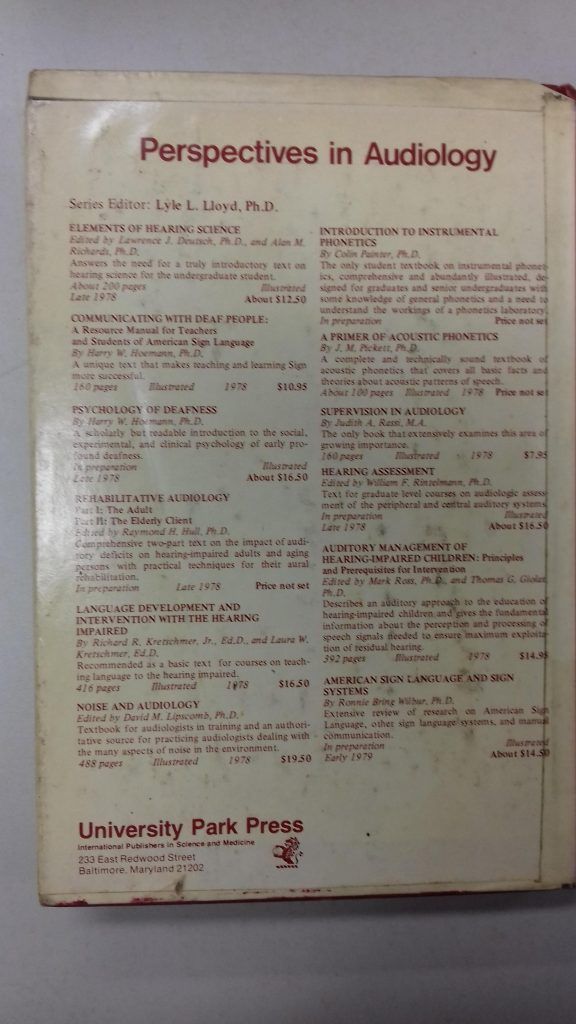 Perspectives in Audiology
Series Editor: Lyle L. Lloyd, Ph.D.
ELEMENTS OF HEARING SCIENCE
Edited by Lawrence J. Deutsch, Ph.D., and Alan M.
Richards, Ph.D.
Answers the need for a truly introductory text on
hearing science for the undergraduate student.
About 200 pages Illustrated
Late 1978 About $12.50
COMMUNICATING WITH DEAF PEOPLE:
A Resource Manual for Teachers
and Students of American Sign Language
By Harry W. Hoemann, Ph.D.
A unique text that makes teaching and learning Sign
more successful.
160 pages Illustrated 1978 $10.95
PSYCHOLOGY OF DEAFNESS
By Harry W. Hoemann, Ph.D.
A scholarly but readable introduction to the social,
experimental, and clinical psychology of early pro-
found deafness.
In preparation Illustrated
Late 1978 About $16.50
REHABILITATIVE AUDIOLOGY
Part I: The Adult
Part II: The Elderly Client
Edited by Raymond H. Hull, Ph.D.
Comprehensive two-part text on the impact of audi-
tory deficits on hearing-impaired adults and aging
persons with practical techniques for their aural
rehabilitation.
In preparation Late 1978 Price not set
LANGUAGE DEVELOPMENT AND
INTERVENTION WITH THE HEARING
IMPAIRED
By Richard R. Kretschmer, Jr., Ed.D., and Laura W.
Kretschmer, Ed.D.
Recommended as a basic text for courses on teach-
ing language to the hearing impaired.
416 pages Illustrated 1978 $16.50
NOISE AND AUDIOLOGY
Edited by David M. Lipscomb, Ph.D.
Textbook for audiologists in training and an authori-
tative source for practicing audiologists dealing with
the many aspects of noise in the environment.
488 pages Illustrated 1978 $19.50
INTRODUCTION TO INSTRUMENTAL
PHONETICS
By Colin Painter, Ph.D.
The only student textbook on instrumental phonet-
ics, comprehensive and abundantly illustrated, de-
signed for graduates and senior undergraduates with
some knowledge of general phonetics and a need to
understand the workings of a phonetics laboratory.
In preparation Price not set
A PRIMER OF ACOUSTIC PHONETICS
By J. M. Pickett, Ph.D.
A complete and technically sound textbook of
acoustic phonetics that covers all basic facts and
theories about acoustic patterns of speech.
About 100 pages Illustrated 1978 Price not set
SUPERVISION IN AUDIOLOGY
By Judith A. Rassi, M.A.
The only book that extensively examines this area of
growing importance.
160 pages Illustrated 1978 $7.95
HEARING ASSESSMENT
Edited by William F. Rintelmann, Ph.D.
Text for graduate level courses on audiologic assess-
ment of the peripheral and central auditory systems.
In preparation Illustrated
Late 1978 About $16.50
AUDITORY MANAGEMENT OF
HEARING-IMPAIRED CHILDREN: Principles
and Prerequisites for Intervention
Edited by Mark Ross, Ph.D., and Thomas G. Giolas,
Ph.D.
Describes an auditory approach to the education of
hearing-impaired children and gives the fundamental
information about the perception and processing of
speech signals needed to ensure maximum exploita-
tion of residual hearing.
392 pages Illustrated 1978 $14.95
AMERICAN SIGN LANGUAGE AND SIGN
SYSTEMS
By Ronnie Bring Wilbur, Ph.D.
Extensive review of research on American Sign
Language, other sign language systems, and manual
communication.
In preparation Illustrated
Early 1979 About $14.50
University Park Press
International Publishers in Science and Medicine
233 East Redwood Street
Baltimore, Maryland 21202